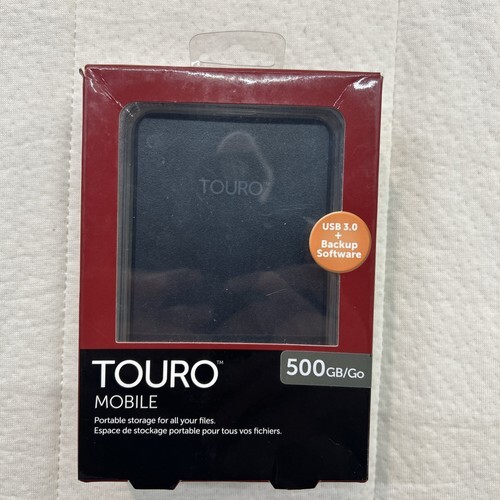 TOURO
USB 3.0
+
Backup
Software
TOURO™
500GB/Go
MOBILE
Portable storage for all your files.
Espace de stockage portable pour tous vos fichiers.